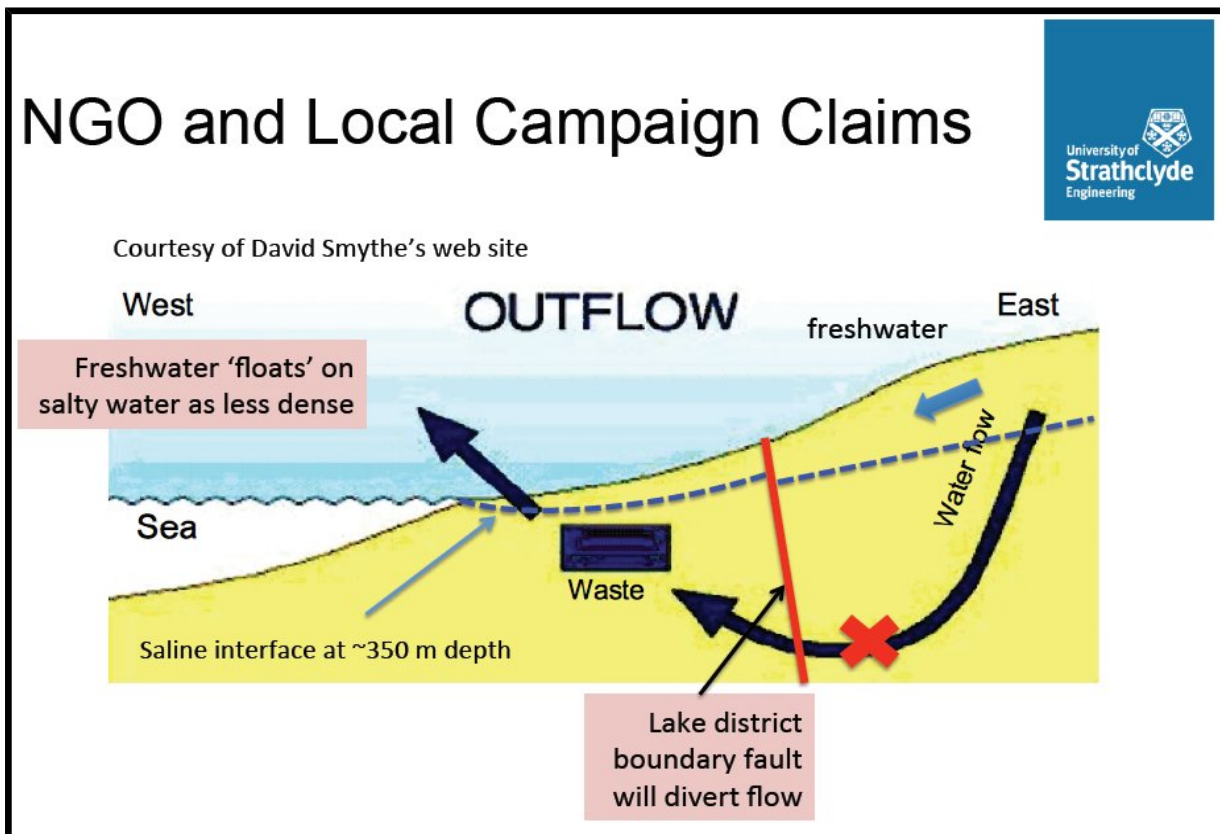 NGO and Local Campaign Claims
University of
Strathclyde
Engineering
Courtesy of David Smythe’s web site
West
OUTFLOW
East
freshwater
Freshwater ‘floats’ on
salty water as less dense
Water flow
Sea
Waste
Saline interface at ~350 m depth
Lake district
boundary fault
will divert flow